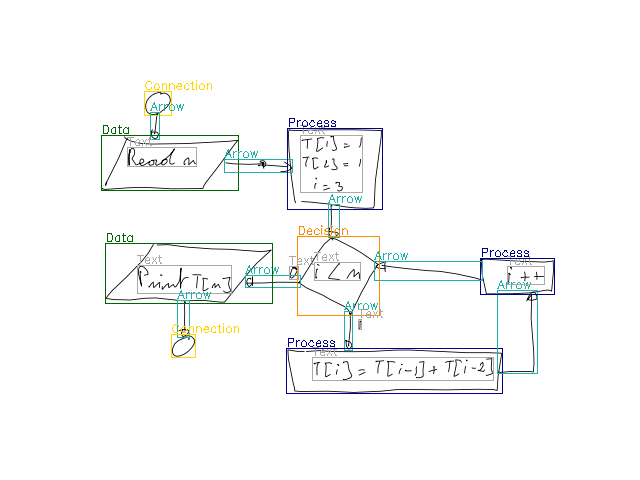 Connection
Arrow
Data
Text
Read n
Arrow
Process
Text
T[1] = 1
T[2] = 1
i = 3
Arrow
Decision
Text
i < n
Text
0
Arrow
Data
Text
Print T[n]
Arrow
Connection
Arrow
Process
Text
i++
Arrow
Arrow
Text
Process
Text
T[i] = T[i-1] + T[i-2]